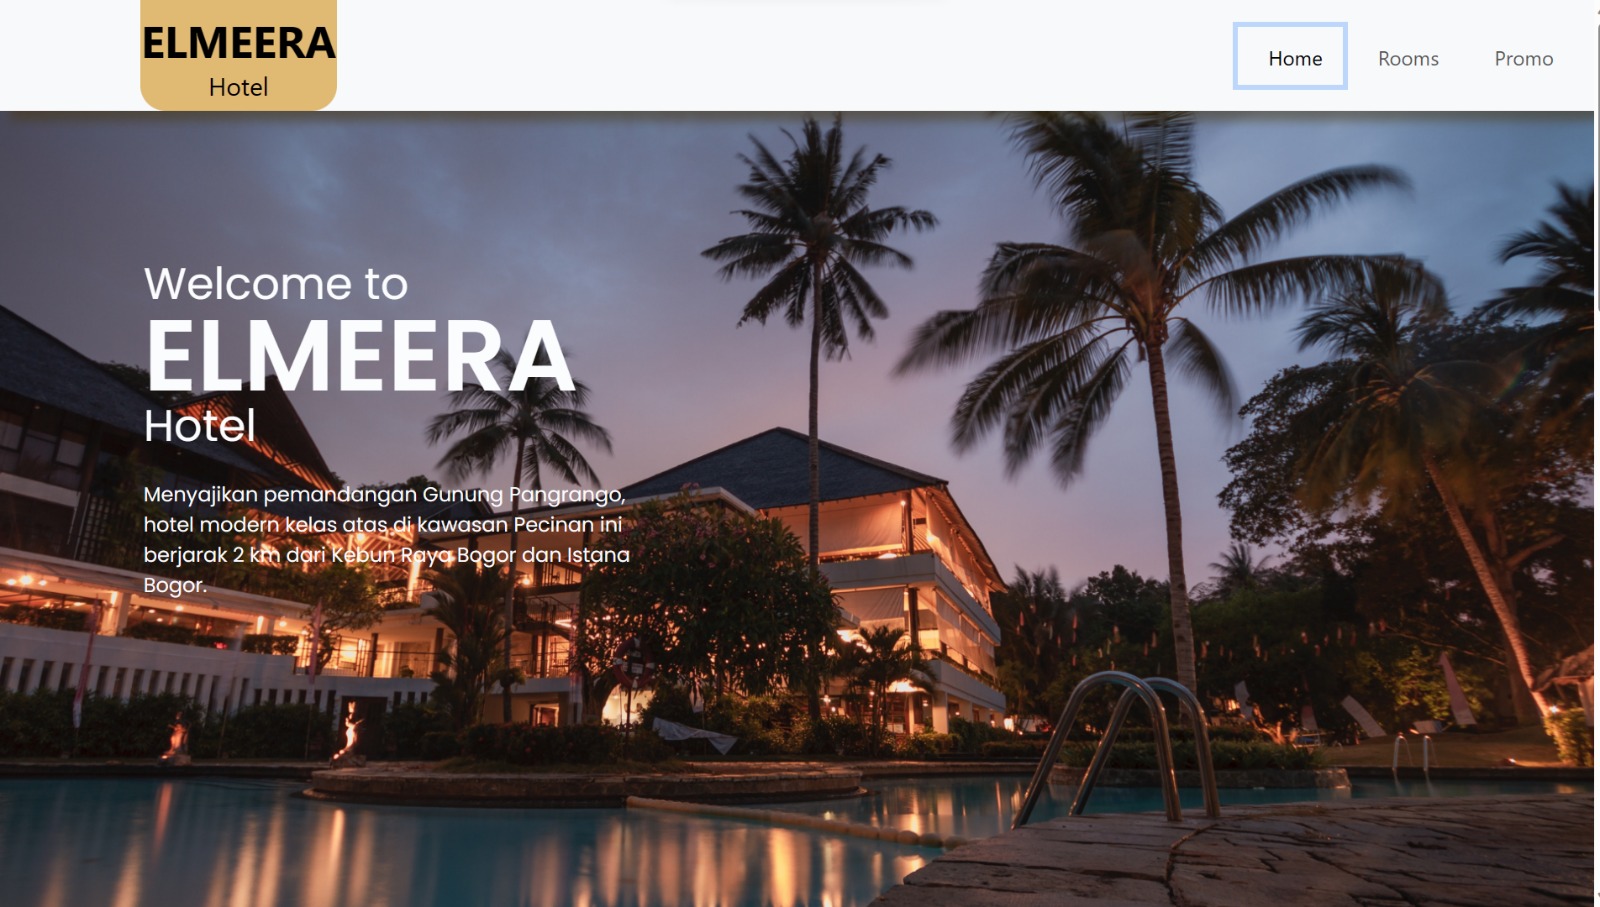 ELMEERA
Hotel
Home
Rooms
Promo
Welcome to
ELMEERA
Hotel
Menyajikan pemandangan Gunung Pangrango,
hotel modern kelas atas di kawasan Pecinan ini
berjarak 2 km dari Kebun Raya Bogor dan Istana
Bogor.